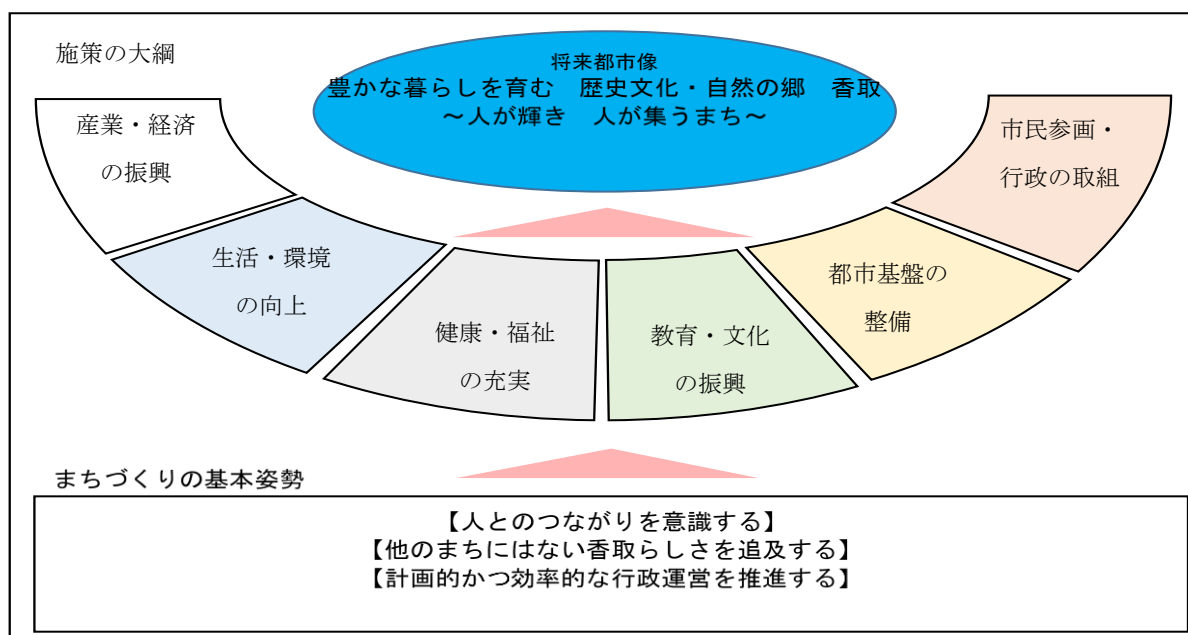 施策の大綱
将来都市像
豊かな暮らしを育む　歴史文化・自然の郷　香取
～人が輝き　人が集うまち～
産業・経済
の振興
生活・環境
の向上
健康・福祉
の充実
教育・文化
の振興
都市基盤の
整備
市民参画・
行政の取組
まちづくりの基本姿勢
【人とのつながりを意識する】
【他のまちにはない香取らしさを追及する】
【計画的かつ効率的な行政運営を推進する】